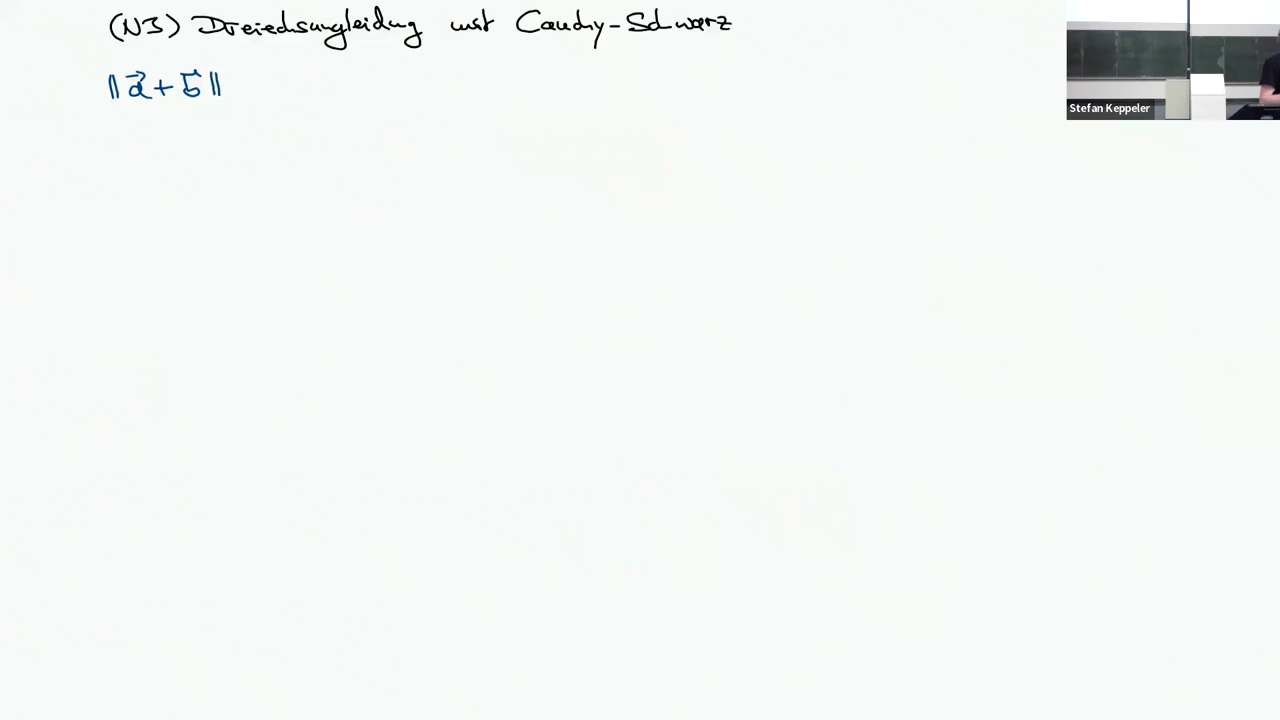 (N3) Dreiecksungleichung mit Cauchy-Schwarz
‖a⃗ + b⃗‖
Stefan Keppeler